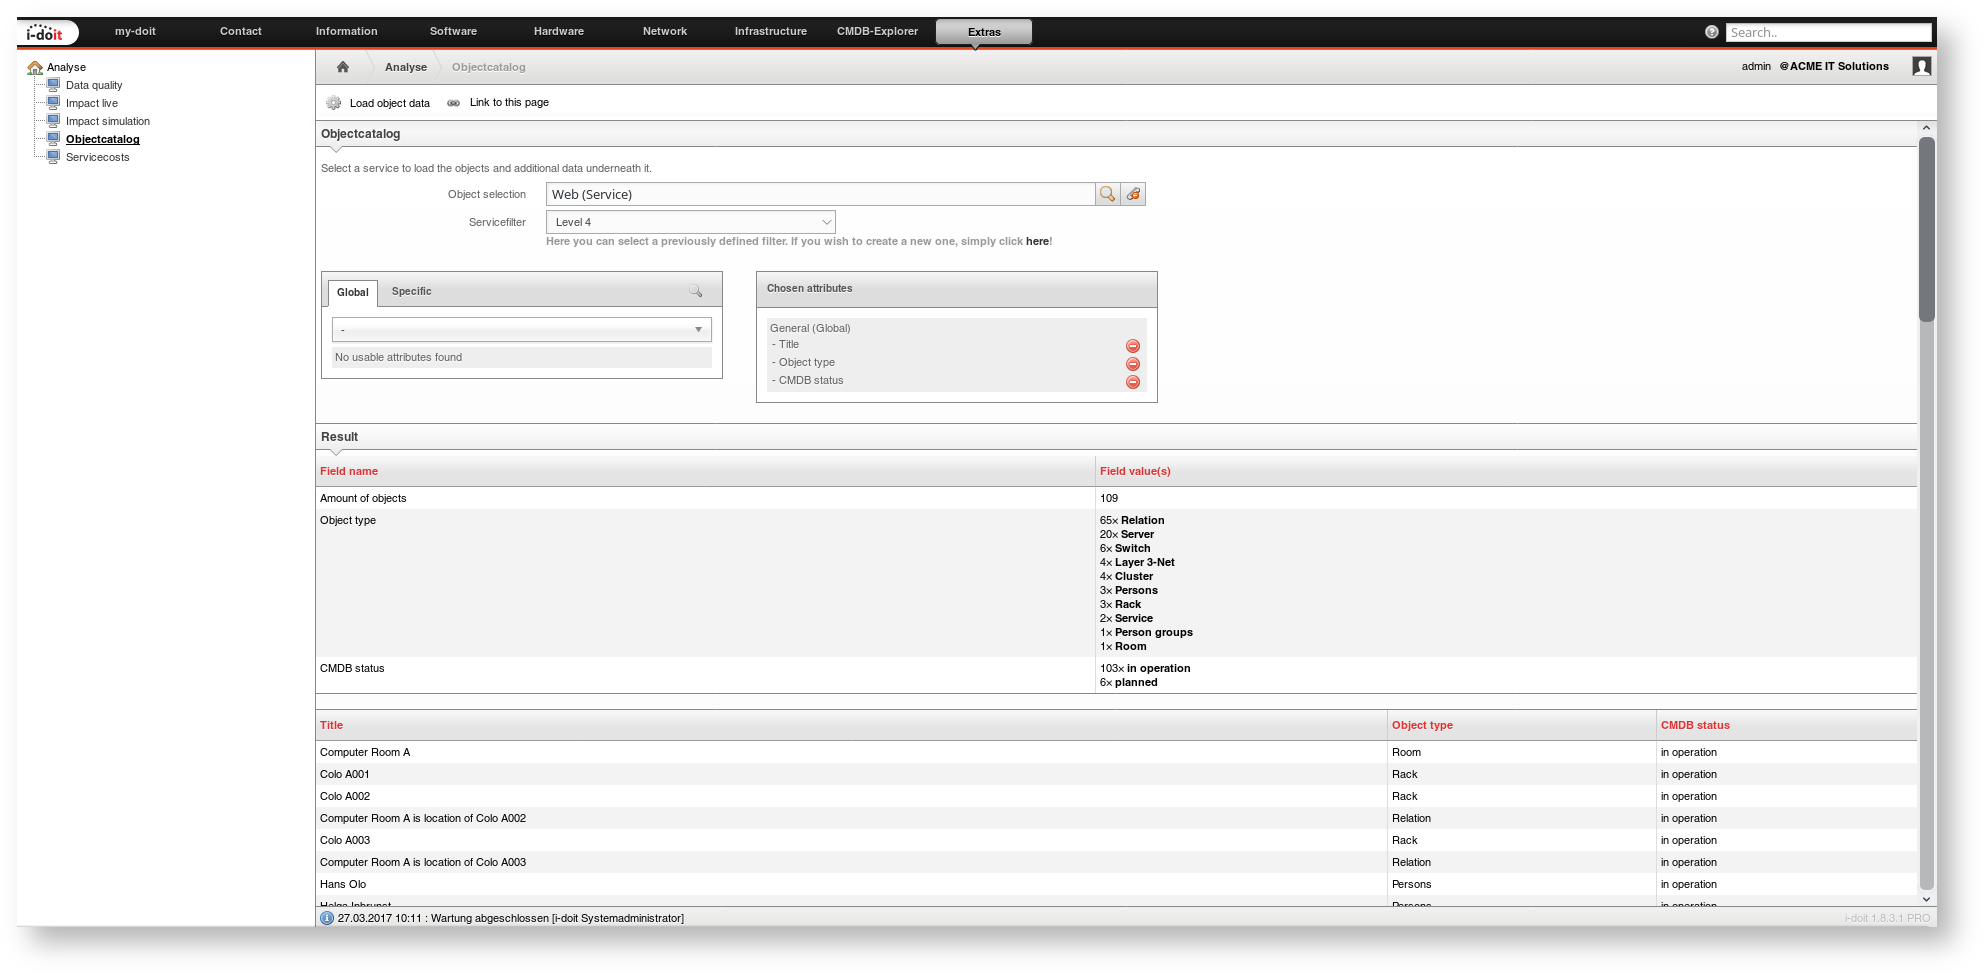 i-doit
my-doit Contact Information Software Hardware Network Infrastructure CMDB-Explorer Extras Search..
Analyse
Data quality
Impact live
Impact simulation
Objectcatalog
Servicecosts
Analyse Objectcatalog admin @ACME IT Solutions
Load object data Link to this page
Objectcatalog
Select a service to load the objects and additional data underneath it.
Object selection Web (Service)
Servicefilter Level 4
Here you can select a previously defined filter. If you wish to create a new one, simply click here!
Global Specific
-
No usable attributes found
Chosen attributes
General (Global)
- Title
- Object type
- CMDB status
Result
Field name Field value(s)
Amount of objects 109
Object type 65× Relation
20× Server
6× Switch
4× Layer 3-Net
4× Cluster
3× Persons
3× Rack
2× Service
1× Person groups
1× Room
CMDB status 103× in operation
6× planned
Title Object type CMDB status
Computer Room A Room in operation
Colo A001 Rack in operation
Colo A002 Rack in operation
Computer Room A is location of Colo A002 Relation in operation
Colo A003 Rack in operation
Computer Room A is location of Colo A003 Relation in operation
Hans Olo Persons in operation
Helga Inbrunst Persons in operation
27.03.2017 10:11 : Wartung abgeschlossen [i-doit Systemadministrator] i-doit 1.8.3.1 PRO